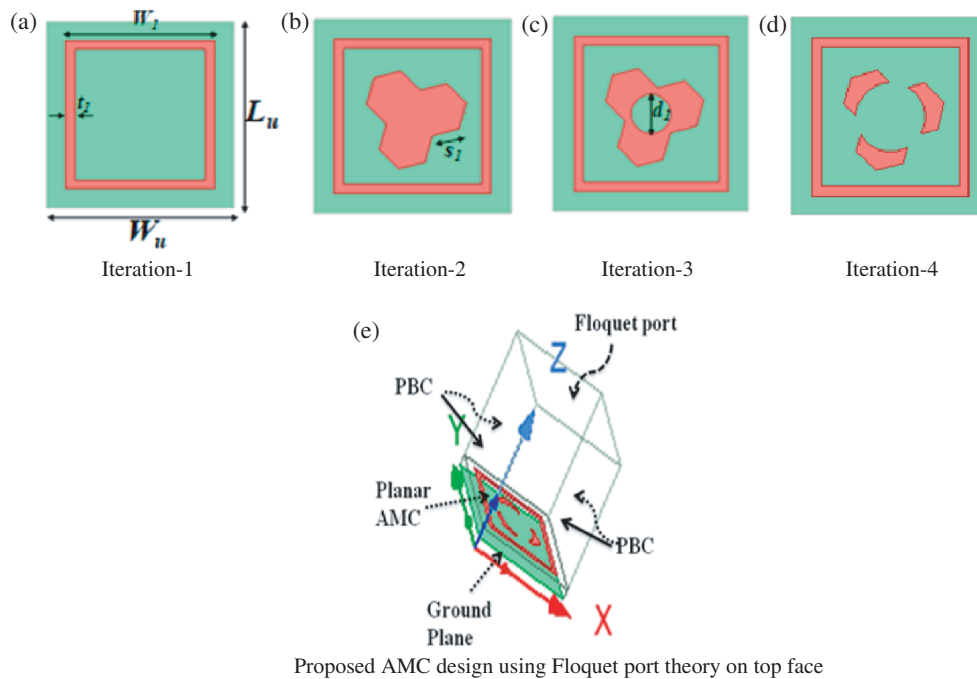 (a)
W1
t1
Lu
Wu
Iteration-1
(b)
s1
Iteration-2
(c)
d1
Iteration-3
(d)
Iteration-4
(e)
Floquet port
PBC
Z
Y
Planar
AMC
PBC
Ground
Plane
X
Proposed AMC design using Floquet port theory on top face